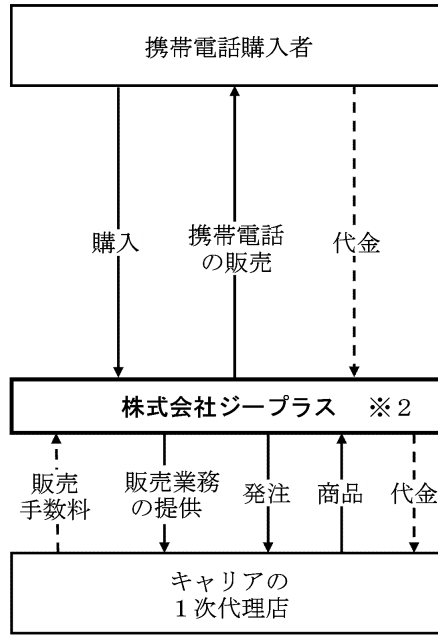 携帯電話購入者
購入
携帯電話
の販売
代金
株式会社ジープラス　※２
販売
手数料
販売業務
の提供
発注
商品
代金
キャリアの
１次代理店